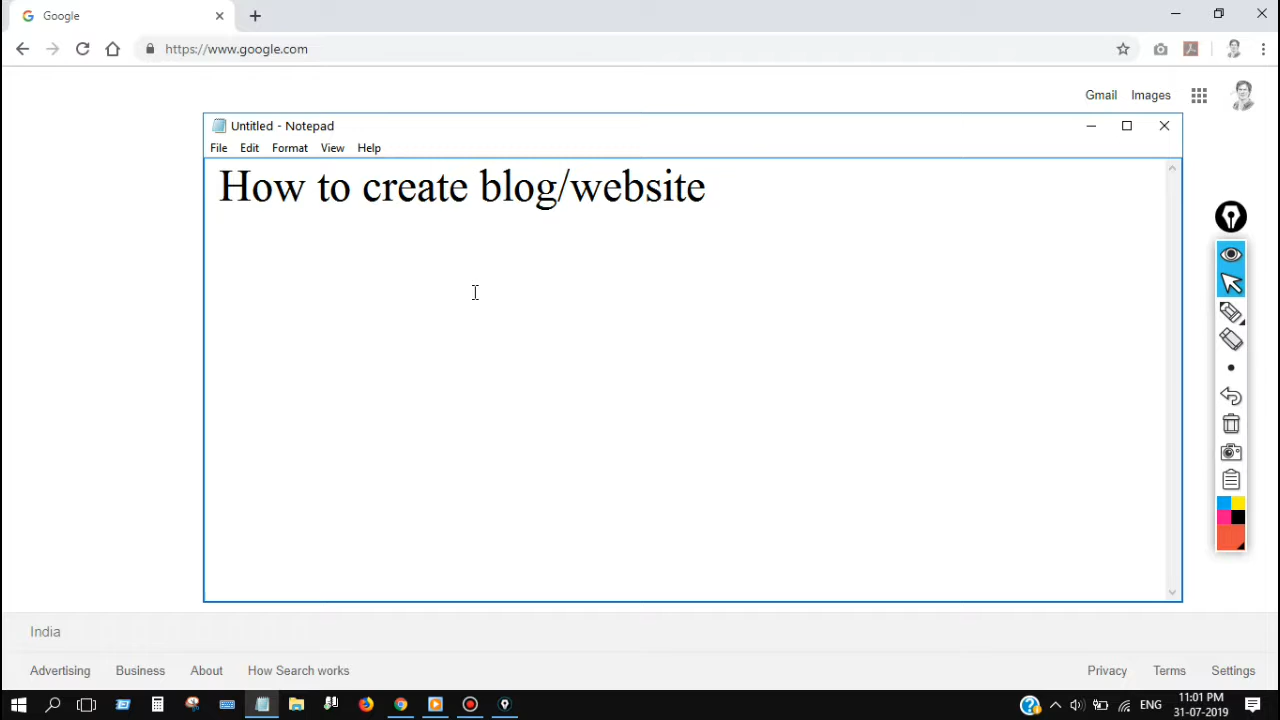 Google
https://www.google.com
Gmail Images
Untitled - Notepad
File Edit Format View Help
How to create blog/website
India
Advertising Business About How Search works
Privacy Terms Settings
ENG
11:01 PM
31-07-2019